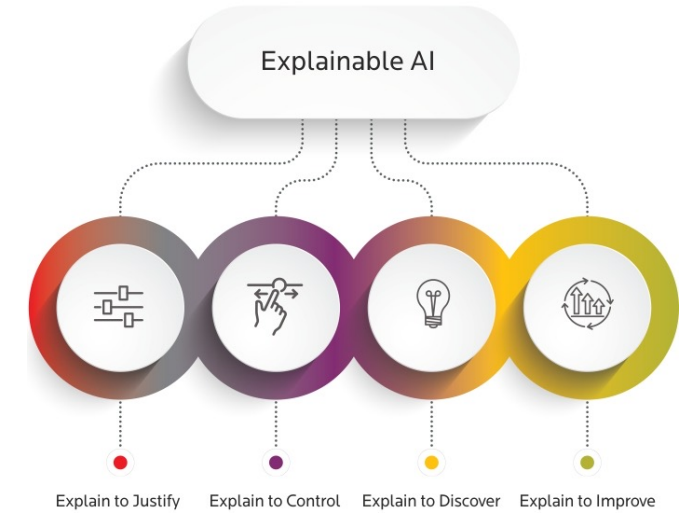 Explainable AI
Explain to Justify
Explain to Control
Explain to Discover
Explain to Improve